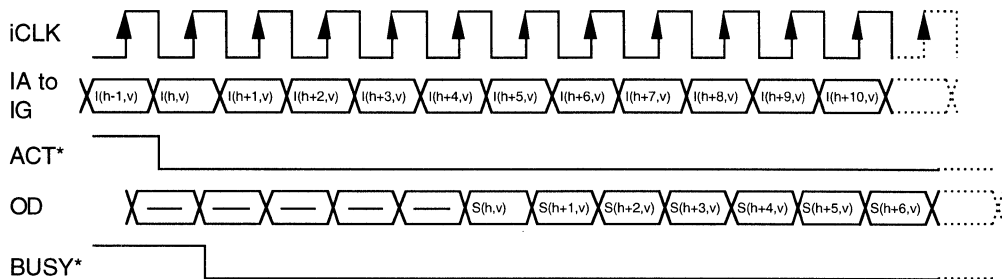 iCLK
IA to
IG
I(h-1,v) I(h,v) I(h+1,v) I(h+2,v) I(h+3,v) I(h+4,v) I(h+5,v) I(h+6,v) I(h+7,v) I(h+8,v) I(h+9,v) I(h+10,v)
ACT*
OD
S(h,v) S(h+1,v) S(h+2,v) S(h+3,v) S(h+4,v) S(h+5,v) S(h+6,v)
BUSY*